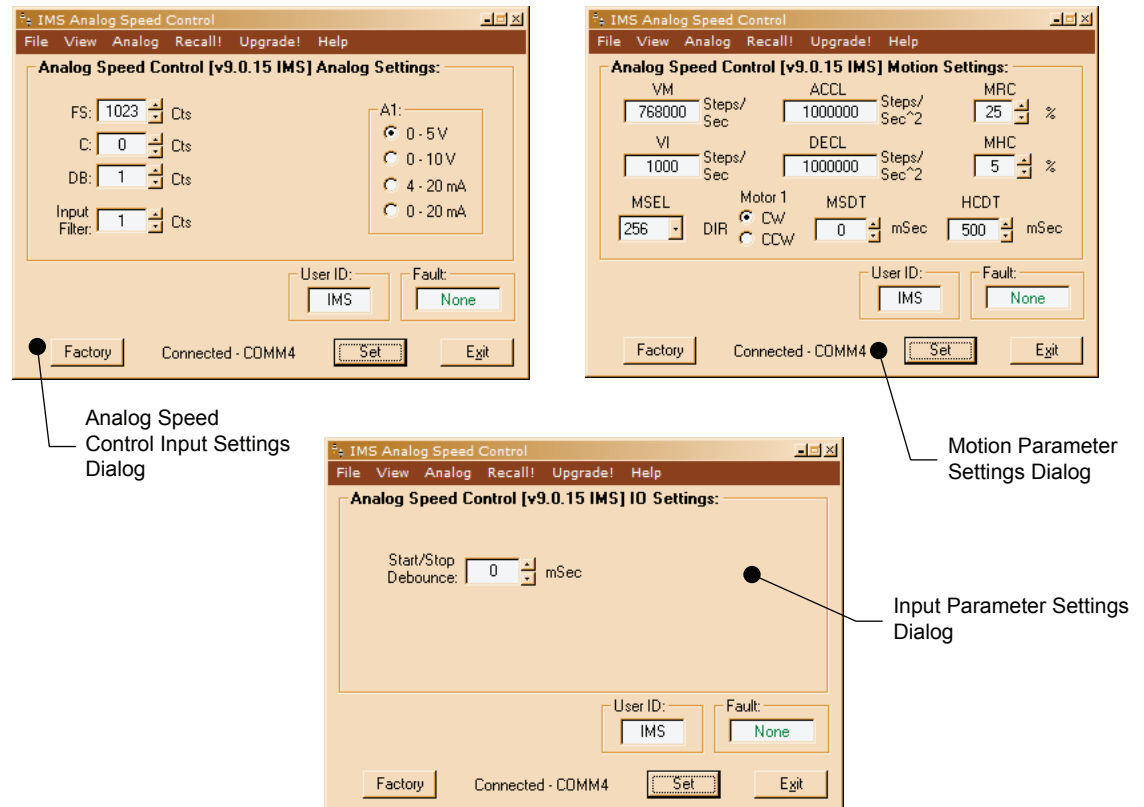 IMS Analog Speed Control
File View Analog Recall! Upgrade! Help
Analog Speed Control [v9.0.15 IMS] Analog Settings:
FS: 1023 Cts
C: 0 Cts
DB: 1 Cts
Input
Filter: 1 Cts
A1:
0 - 5 V
0 - 10 V
4 - 20 mA
0 - 20 mA
User ID:
IMS
Fault:
None
Factory Connected - COMM4 Set Exit
Analog Speed
Control Input Settings
Dialog
IMS Analog Speed Control
File View Analog Recall! Upgrade! Help
Analog Speed Control [v9.0.15 IMS] Motion Settings:
VM ACCL MRC
768000 Steps/
Sec 1000000 Steps/
Sec^2 25 %
VI DECL MHC
1000 Steps/
Sec 1000000 Steps/
Sec^2 5 %
MSEL Motor 1 MSDT HCDT
256 DIR CW
CCW 0 mSec 500 mSec
User ID:
IMS
Fault:
None
Factory Connected - COMM4 Set Exit
Motion Parameter
Settings Dialog
IMS Analog Speed Control
File View Analog Recall! Upgrade! Help
Analog Speed Control [v9.0.15 IMS] IO Settings:
Start/Stop
Debounce: 0 mSec
User ID:
IMS
Fault:
None
Factory Connected - COMM4 Set Exit
Input Parameter Settings
Dialog